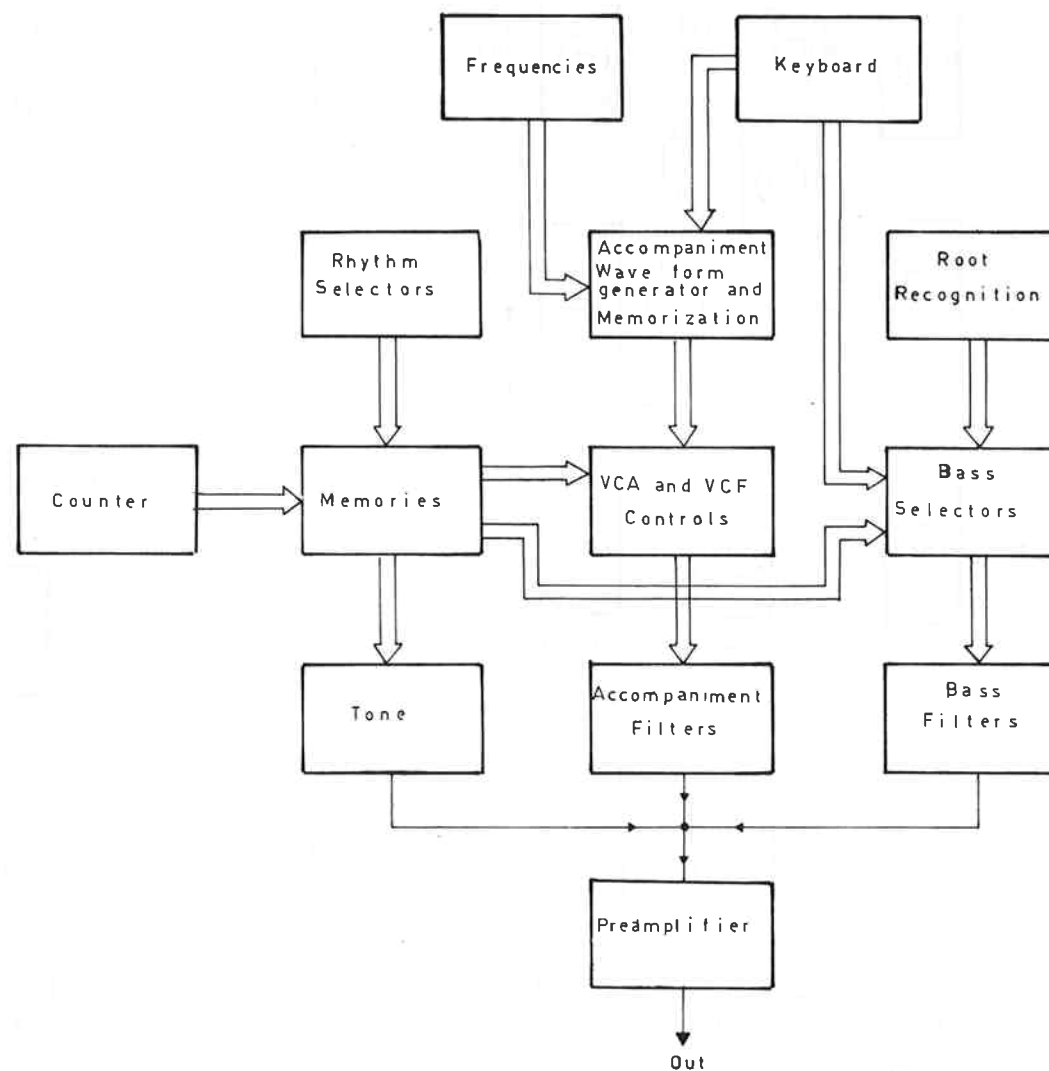 Frequencies
Keyboard
Rhythm
Selectors
Accompaniment
Wave form
generator and
Memorization
Root
Recognition
Counter
Memories
VCA and VCF
Controls
Bass
Selectors
Tone
Accompaniment
Filters
Bass
Filters
Preamplifier
Out